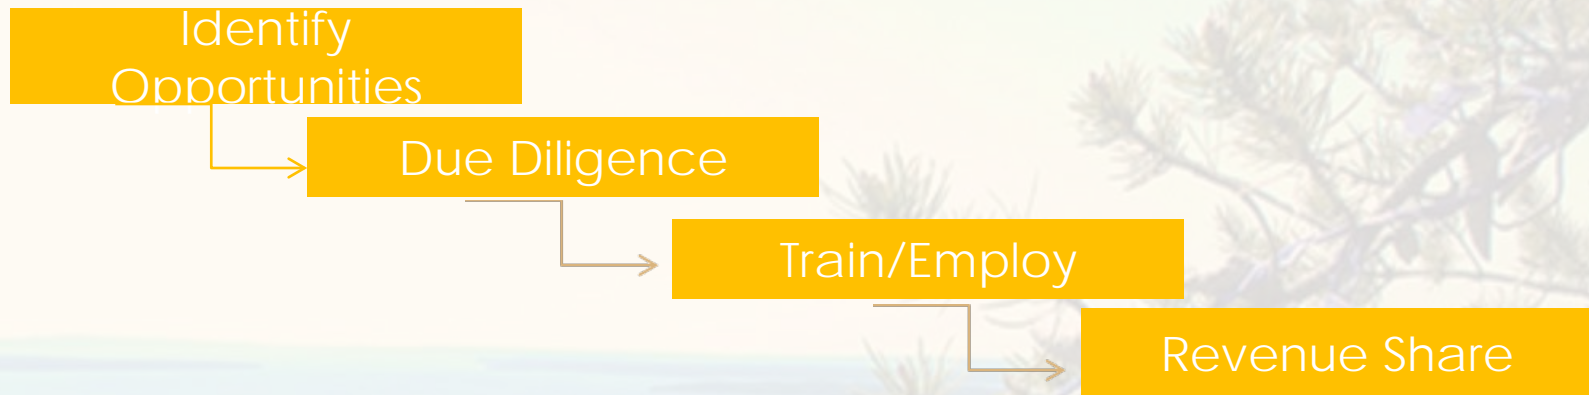 Identify
Opportunities
Due Diligence
Train/Employ
Revenue Share